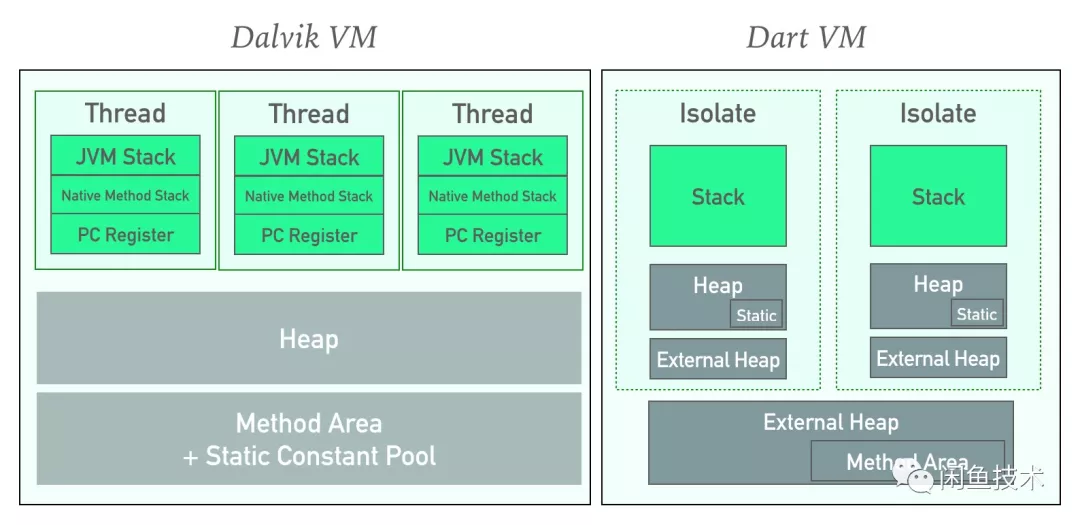 Dalvik VM
Dart VM
Thread
JVM Stack
Native Method Stack
PC Register
Thread
JVM Stack
Native Method Stack
PC Register
Thread
JVM Stack
Native Method Stack
PC Register
Heap
Method Area
+ Static Constant Pool
Isolate
Stack
Heap
Static
External Heap
Isolate
Stack
Heap
Static
External Heap
External Heap
Method Area
闲鱼技术